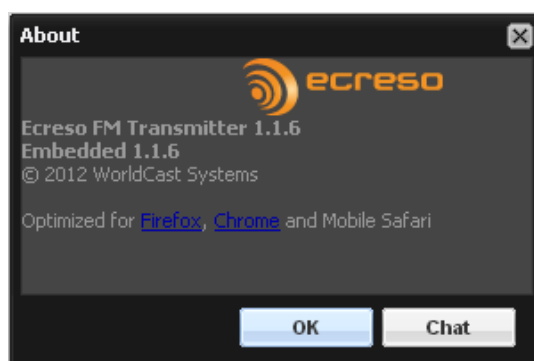 About
ecreso
Ecreso FM Transmitter 1.1.6
Embedded 1.1.6
© 2012 WorldCast Systems
Optimized for Firefox, Chrome and Mobile Safari
OK Chat